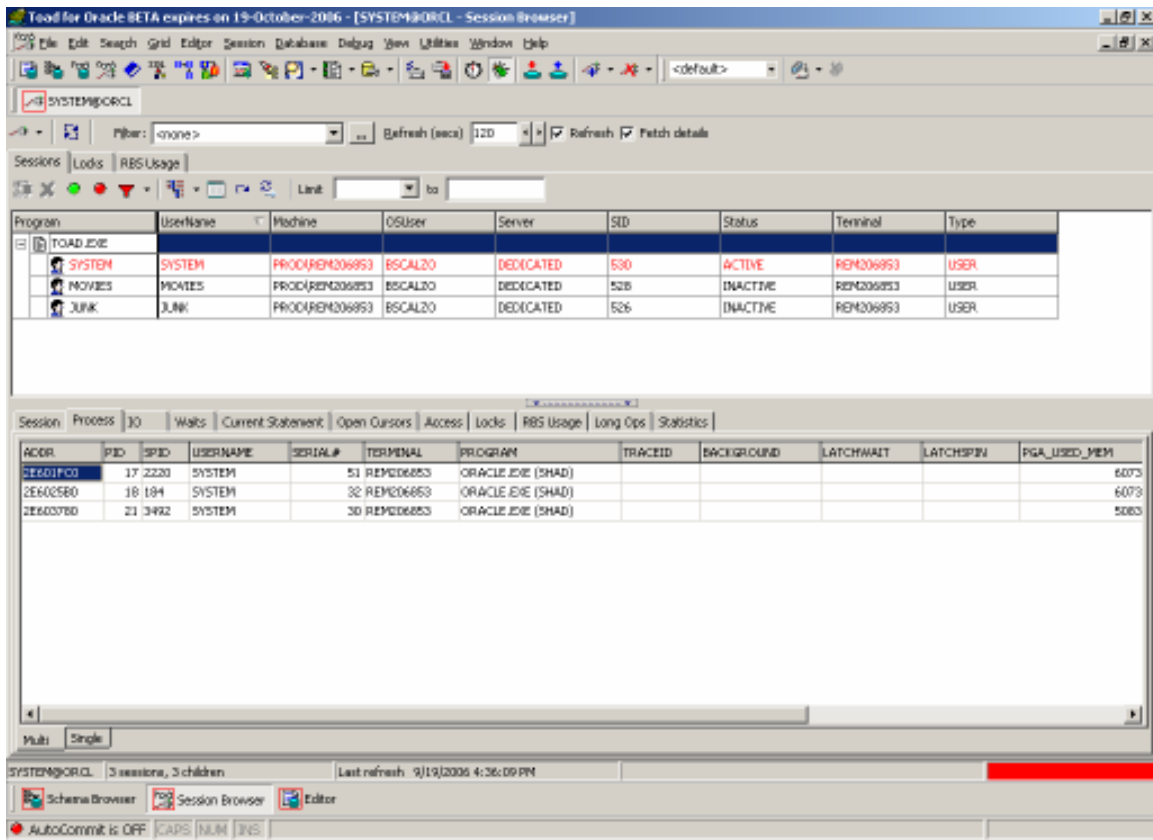 Toad for Oracle BETA expires on 19-October-2006 - [SYSTEM@ORCL - Session Browser]
File Edit Search Grid Editor Session Database Debug View Utilities Window Help
<default>
SYSTEM@ORCL
Filter: <none> ... Refresh (secs) 120 Refresh Fetch details
Sessions Locks RBS Usage
Limit to
Program UserName Machine OSUser Server SID Status Terminal Type
TOAD.EXE
SYSTEM SYSTEM PROD\REM206853 BSCALZO DEDICATED 530 ACTIVE REM206853 USER
MOVIES MOVIES PROD\REM206853 BSCALZO DEDICATED 528 INACTIVE REM206853 USER
JUNK JUNK PROD\REM206853 BSCALZO DEDICATED 526 INACTIVE REM206853 USER
Session Process IO Waits Current Statement Open Cursors Access Locks RBS Usage Long Ops Statistics
ADDR PID SPID USERNAME SERIAL# TERMINAL PROGRAM TRACEID BACKGROUND LATCHWAIT LATCHSPIN PGA_USED_MEM
2E601FC0 17 2220 SYSTEM 51 REM206853 ORACLE.EXE (SHAD) 6073
2E6025B0 18 184 SYSTEM 32 REM206853 ORACLE.EXE (SHAD) 6073
2E603780 21 3492 SYSTEM 30 REM206853 ORACLE.EXE (SHAD) 5083
Multi Single
SYSTEM@ORCL 3 sessions, 3 children Last refresh 9/19/2006 4:36:09 PM
Schema Browser Session Browser Editor
AutoCommit is OFF CAPS NUM INS